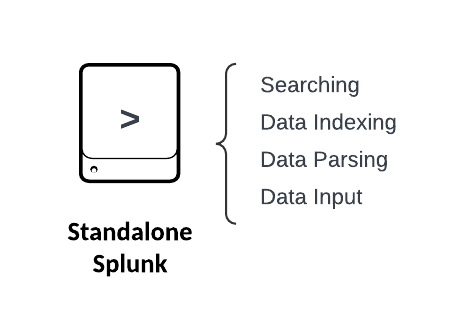 >
Searching
Data Indexing
Data Parsing
Data Input
Standalone
Splunk